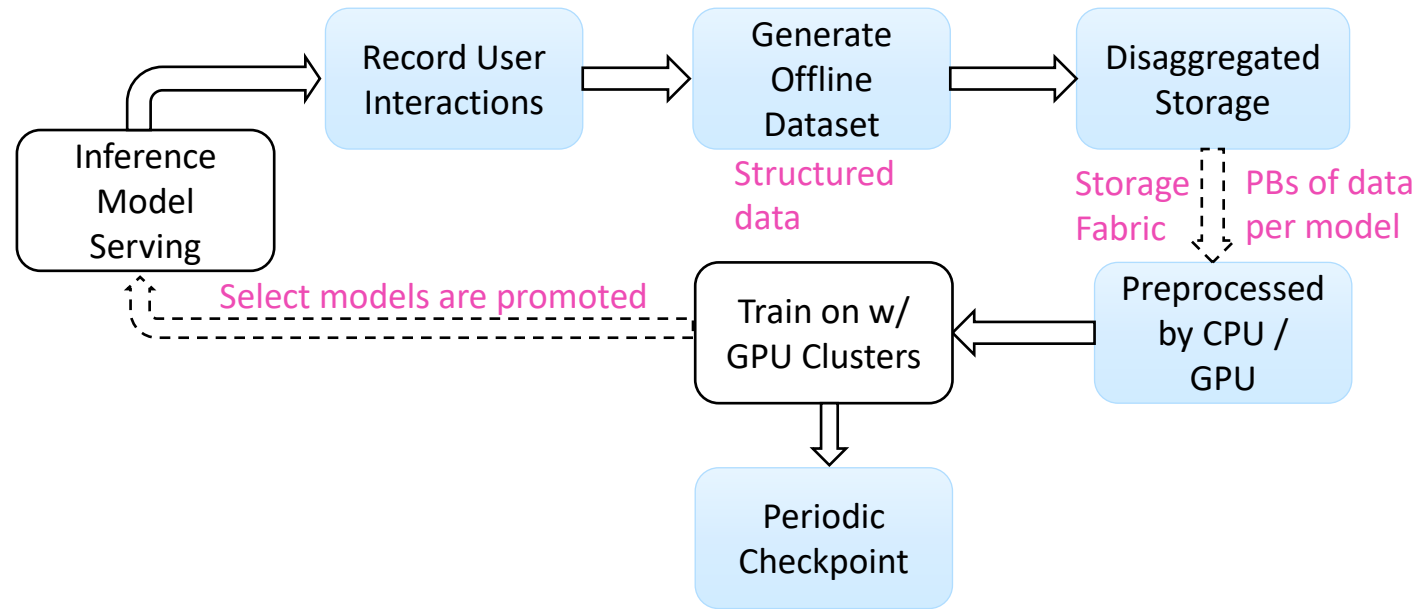 Record User
Interactions
Generate
Offline
Dataset
Disaggregated
Storage
Inference
Model
Serving
Structured
data
Storage
Fabric
PBs of data
per model
Select models are promoted
Train on w/
GPU Clusters
Preprocessed
by CPU /
GPU
Periodic
Checkpoint